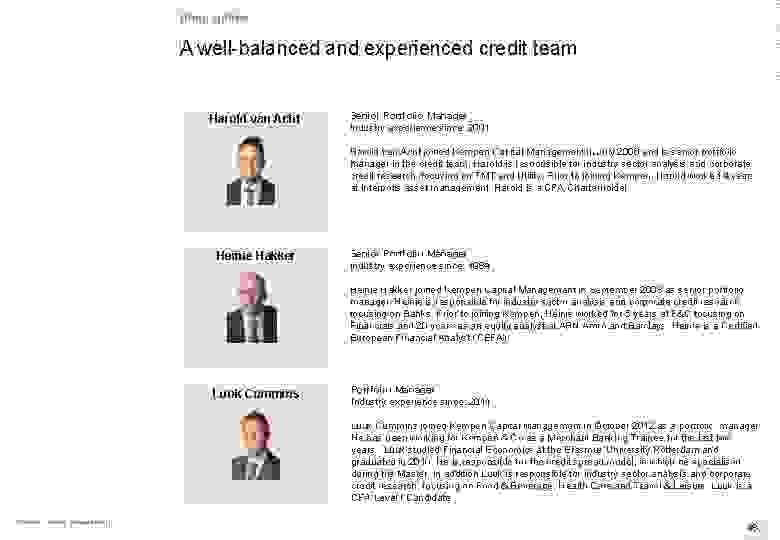 A well-balanced and experienced credit team
Harold van Acht
Senior Portfolio Manager
Industry experience since: 2001
Harold van Acht joined Kempen Capital Management in July and is senior portfolio
manager in the credit team. Harold is responsible for industry sector analysis and corporate
credit research, focusing on TMT and Utility. Prior to joining Kempen, Harold worked years
at Interpolis asset management. Harold is a CFA Charterholder.
Heinie Hakker
Senior Portfolio Manager
Industry experience since: 1989
Heinie Hakker joined Kempen Capital Management in September as senior portfolio
manager. Heinie is responsible for industry sector analysis and corporate credit research
focusing on Banks. Prior to joining Kempen, Heinie worked for years at F&C focusing on
Financials and 20 years as an equity analyst at ABN Amro and Barclays. Heinie is a Certified
European Financial Analyst (CEFA).
Luuk Cummins
Portfolio Manager
Industry experience since:
Luuk Cummins joined Kempen Capital management in October 2012 as a portfolio manager.
He has been working for Kempen & Co as a Merchant Banking Trainee for the last two
years. Luuk studied Financial Economics at the Erasmus University Rotterdam and
graduated in He is responsible for the credit spread model, in which he specialised
during his Master. In addition Luuk is responsible for industry sector analysis and corporate
credit research, focusing on Food & Beverage, Health Care and Travel & Leisure. Luuk is a
CFA Level I Candidate